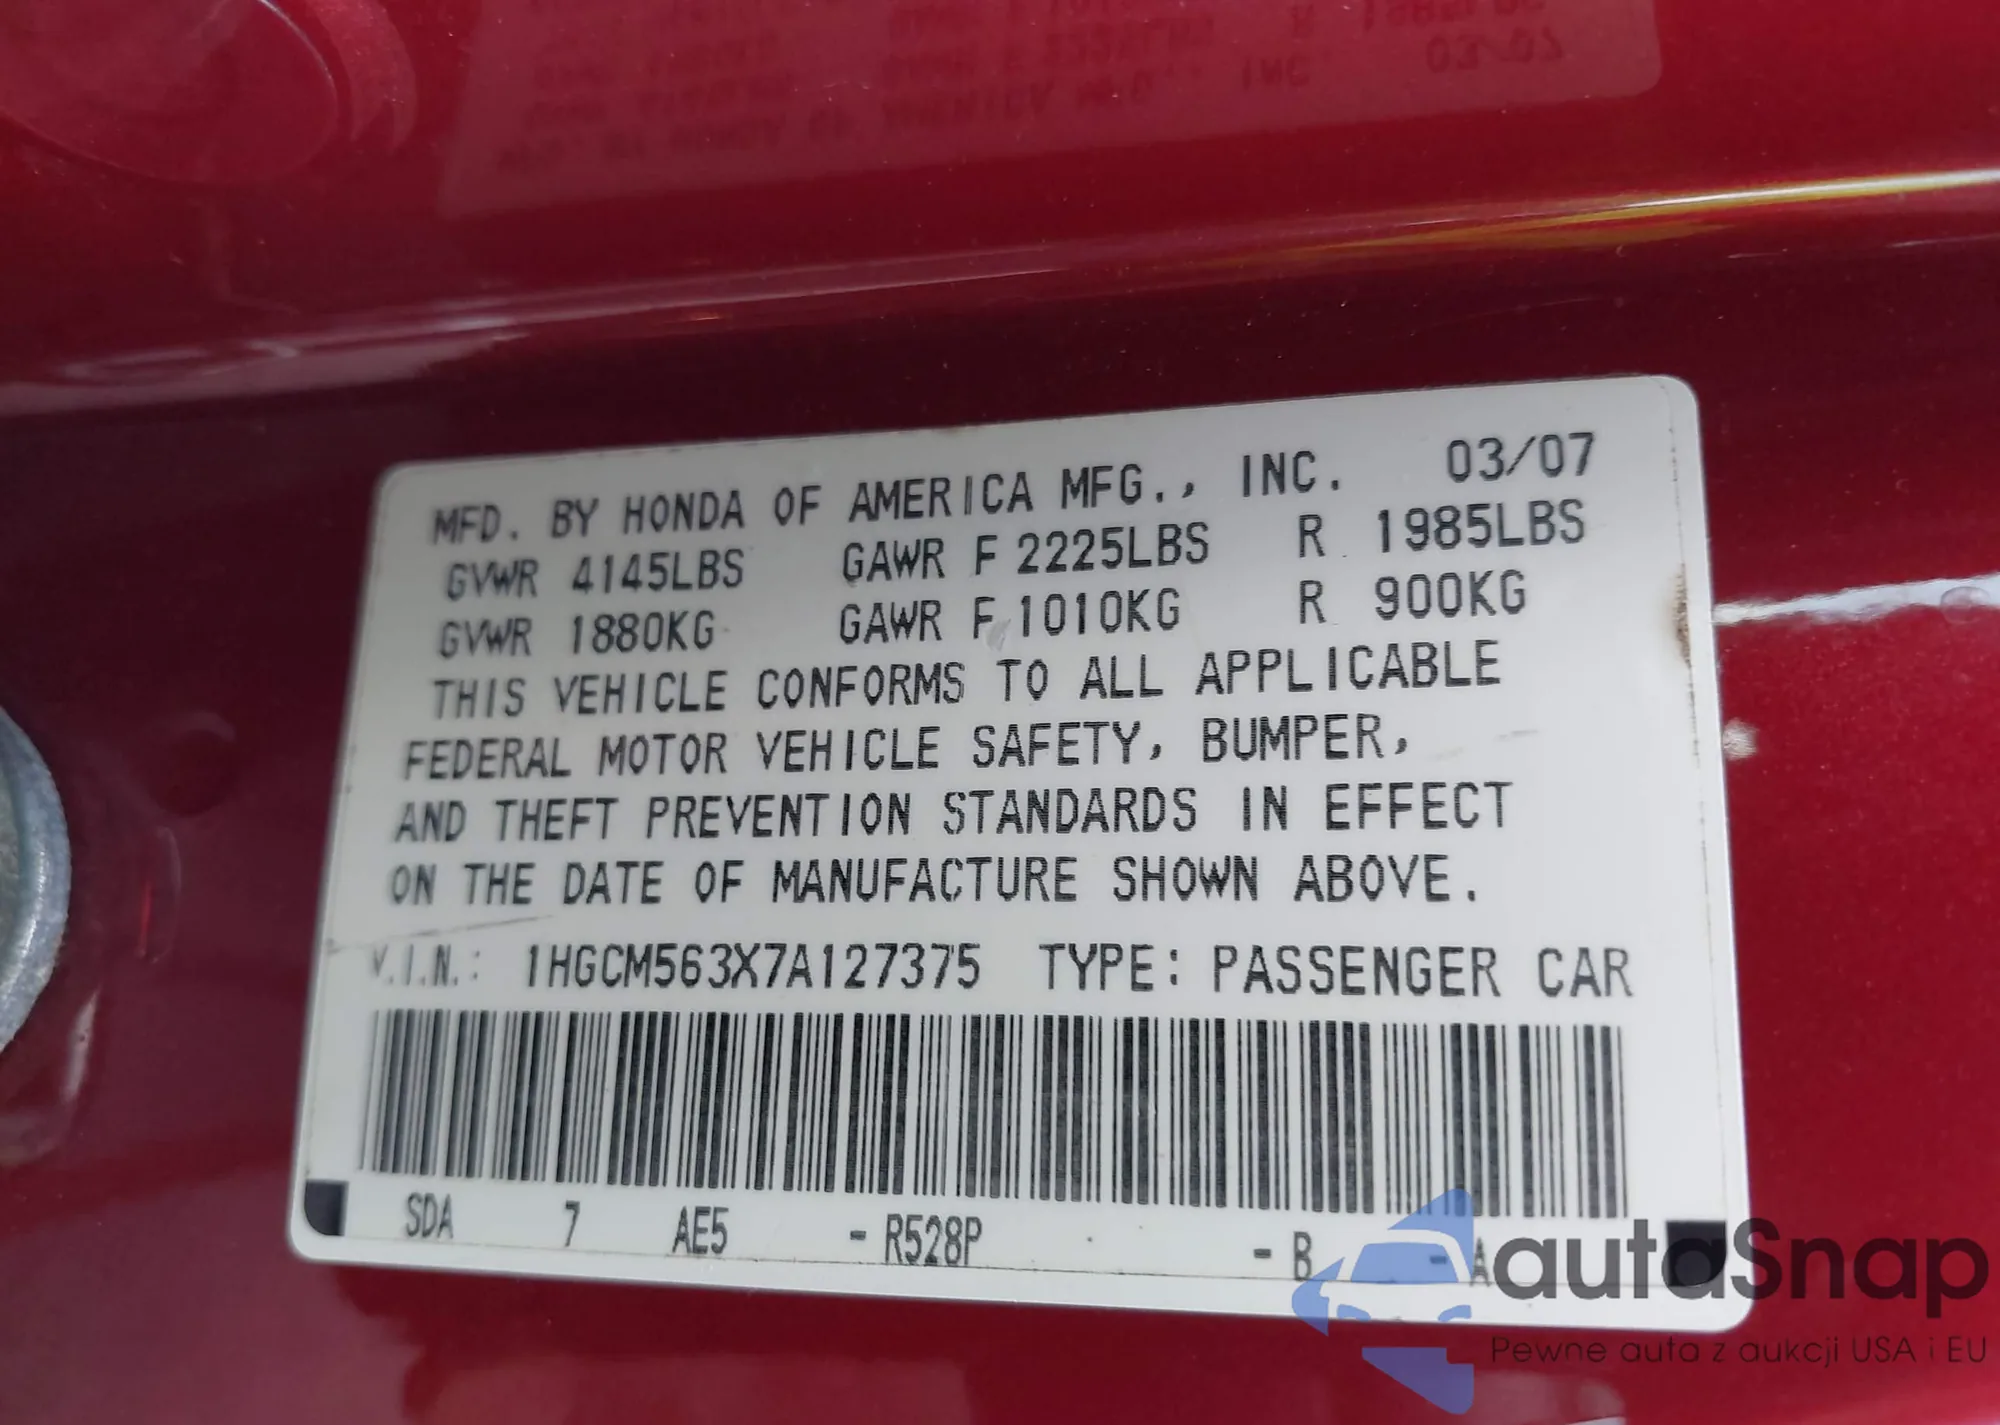 MFD. BY HONDA OF AMERICA MFG., INC. 03/07
GVWR 4145LBS GAWR F 2225LBS R 1985LBS
GVWR 1880KG GAWR F 1010KG R 900KG
THIS VEHICLE CONFORMS TO ALL APPLICABLE
FEDERAL MOTOR VEHICLE SAFETY, BUMPER,
AND THEFT PREVENTION STANDARDS IN EFFECT
ON THE DATE OF MANUFACTURE SHOWN ABOVE.
V.I.N.: 1HGCM563X7A127375 TYPE: PASSENGER CAR
SDA 7 AE5 - R528P - B - A
autoSnap
Pewne auta z aukcji USA i EU